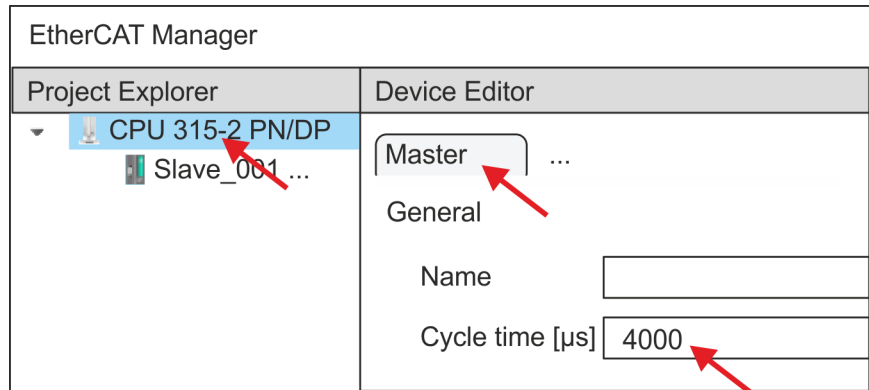 EtherCAT Manager
Project Explorer
Device Editor
CPU 315-2 PN/DP
Slave_001 ...
Master ...
General
Name
Cycle time [µs] 4000